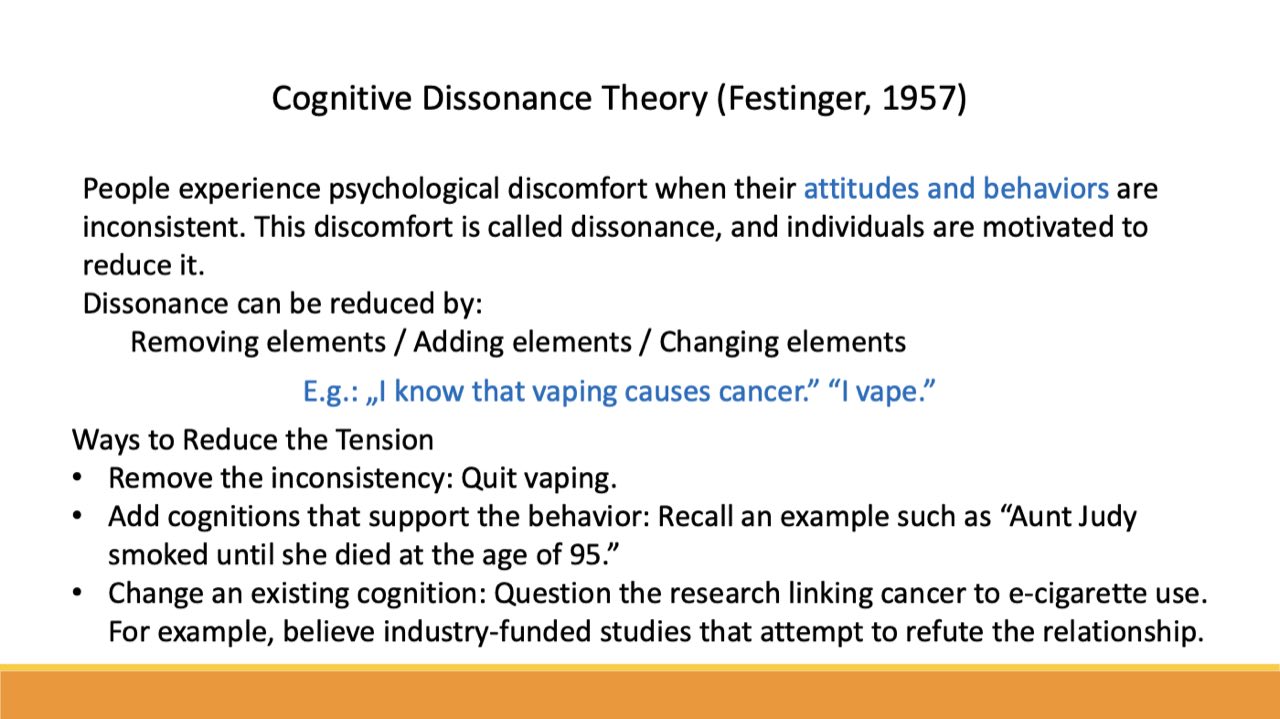 Cognitive Dissonance Theory (Festinger, 1957)
People experience psychological discomfort when their attitudes and behaviors are
inconsistent. This discomfort is called dissonance, and individuals are motivated to
reduce it.
Dissonance can be reduced by:
Removing elements / Adding elements / Changing elements
E.g.: „I know that vaping causes cancer.” “I vape.”
Ways to Reduce the Tension
• Remove the inconsistency: Quit vaping.
• Add cognitions that support the behavior: Recall an example such as “Aunt Judy
smoked until she died at the age of 95.”
• Change an existing cognition: Question the research linking cancer to e-cigarette use.
For example, believe industry-funded studies that attempt to refute the relationship.